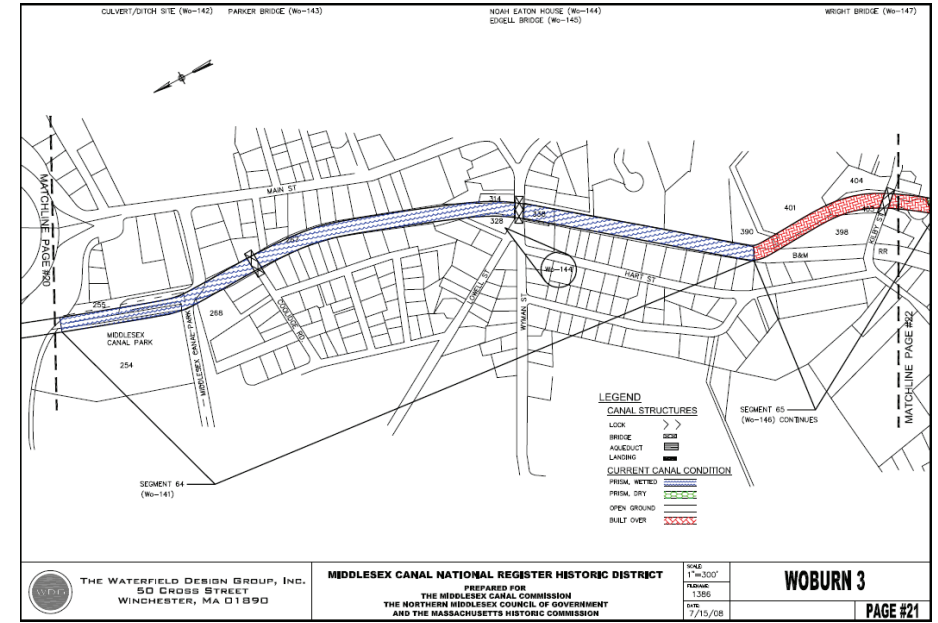 CULVERT/DITCH SITE (Wo-142)
PARKER BRIDGE (Wo-143)
NOAH EATON HOUSE (Wo-144)
EDGELL BRIDGE (Wo-145)
WRIGHT BRIDGE (Wo-147)
MATCHLINE PAGE #20
MAIN ST
314
328
338
404
401
390
398
KILBY ST
RR
B&M
Wo-144
HART ST
LOWELL ST
WYMAN ST
COOLIDGE RD
MIDDLESEX CANAL PARK
255
268
MIDDLESEX
CANAL PARK
254
MATCHLINE PAGE #22
SEGMENT 65
(Wo-146) CONTINUES
SEGMENT 64
(Wo-141)
LEGEND
CANAL STRUCTURES
LOCK
BRIDGE
AQUEDUCT
LANDING
CURRENT CANAL CONDITION
PRISM, WETTED
PRISM, DRY
OPEN GROUND
BUILT OVER
WDG
THE WATERFIELD DESIGN GROUP, INC.
50 CROSS STREET
WINCHESTER, MA 01890
MIDDLESEX CANAL NATIONAL REGISTER HISTORIC DISTRICT
PREPARED FOR
THE MIDDLESEX CANAL COMMISSION
THE NORTHERN MIDDLESEX COUNCIL OF GOVERNMENT
AND THE MASSACHUSETTS HISTORIC COMMISSION
SCALE:
1"=300'
FILENAME:
1386
DATE:
7/15/08
WOBURN 3
PAGE #21